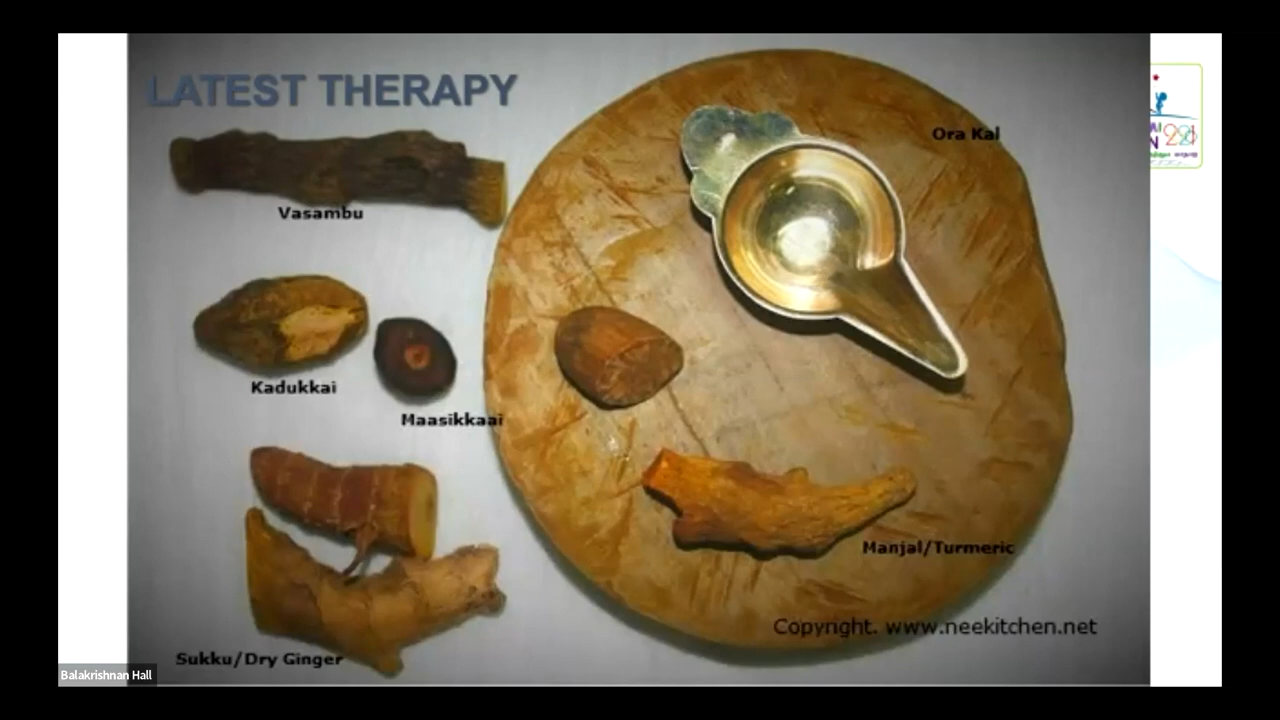 LATEST THERAPY
Ora Kal
Vasambu
Kadukkai
Maasikkaai
Manjal/Turmeric
Copyright. www.neekitchen.net
Sukku/Dry Ginger
Balakrishnan Hall